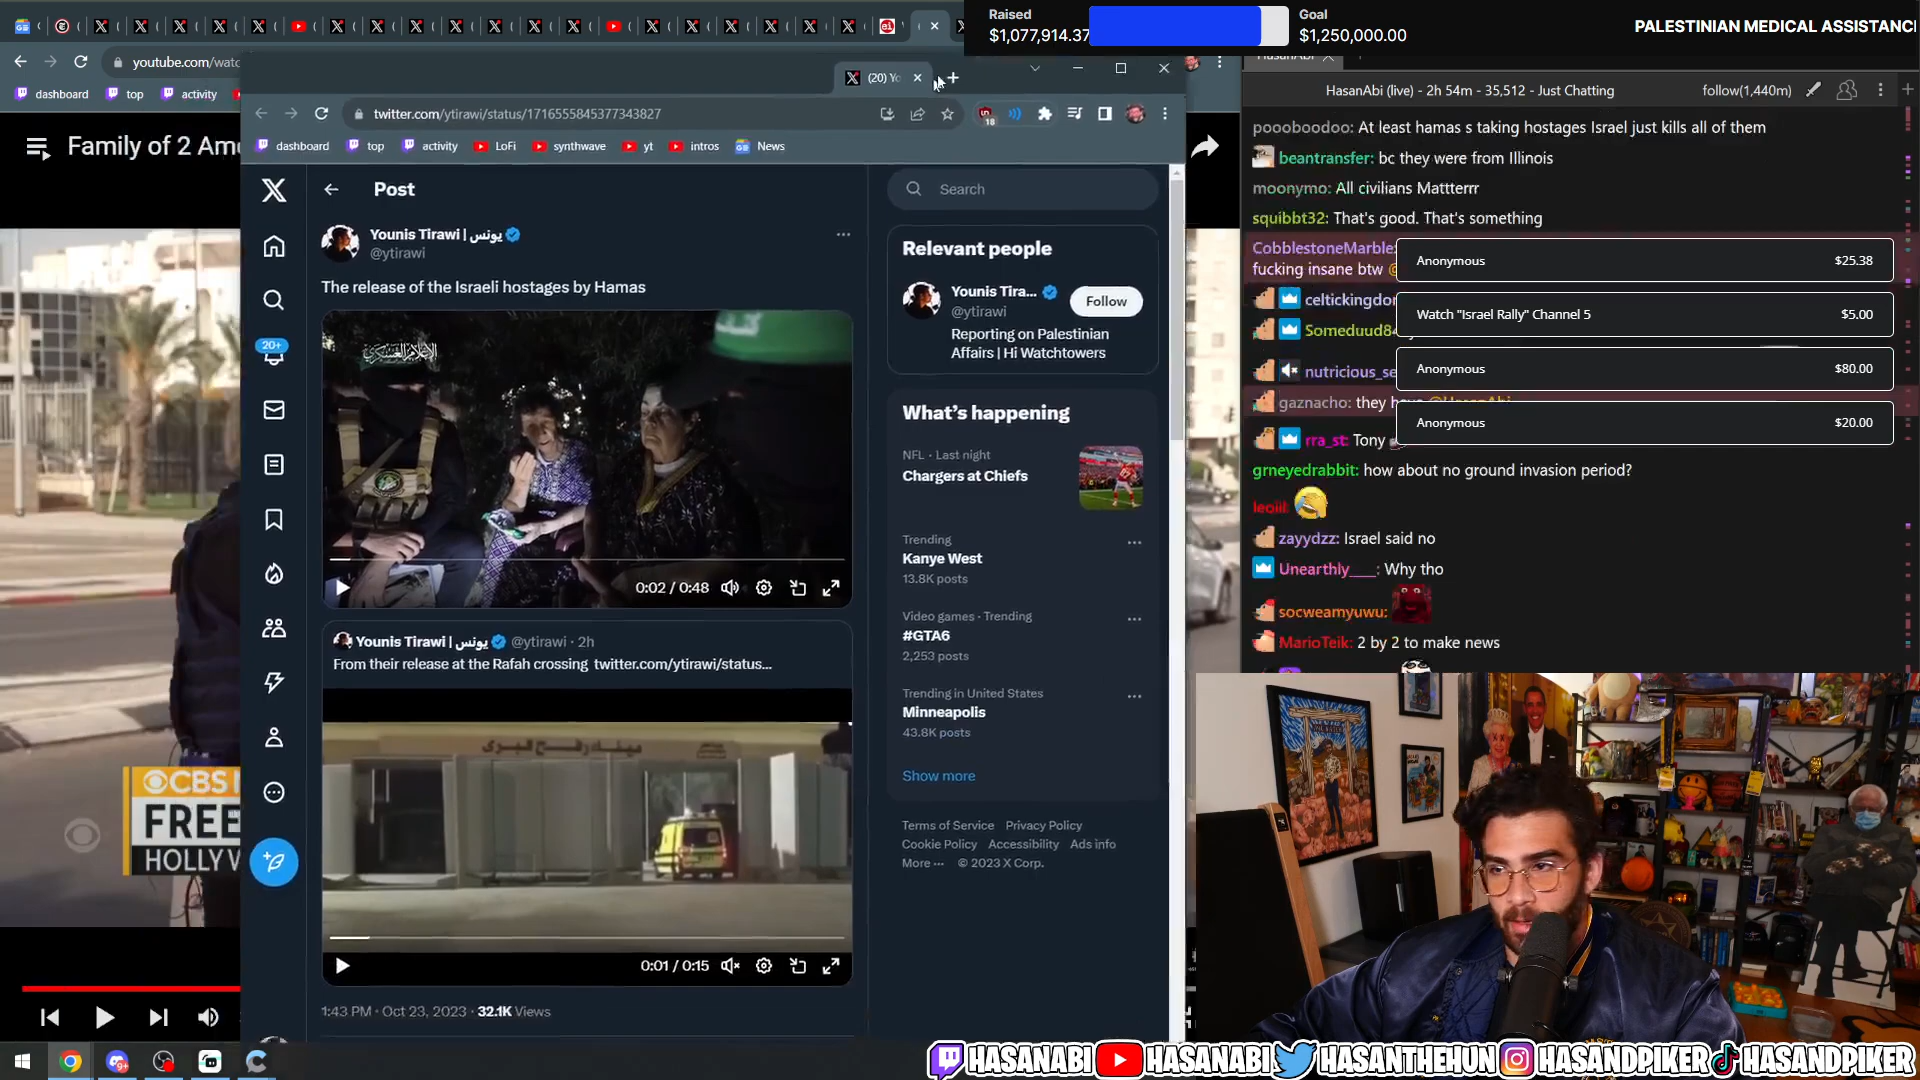 Raised
$1,077,914.37
Goal
$1,250,000.00
PALESTINIAN MEDICAL ASSISTANC
youtube.com/watc
dashboard
top
activity
Family of 2 Am
(20) Yo
twitter.com/ytirawi/status/1716555845377343827
18
dashboard
top
activity
LoFi
synthwave
yt
intros
News
Post
Younis Tirawi | يونس
@ytirawi
The release of the Israeli hostages by Hamas
0:02 / 0:48
Younis Tirawi | يونس @ytirawi · 2h
From their release at the Rafah crossing twitter.com/ytirawi/status...
0:01 / 0:15
1:43 PM · Oct 23, 2023 · 32.1K Views
20+
Search
Relevant people
Younis Tira...
@ytirawi
Follow
Reporting on Palestinian
Affairs | Hi Watchtowers
What's happening
NFL · Last night
Chargers at Chiefs
Trending
Kanye West
13.8K posts
Video games · Trending
#GTA6
2,253 posts
Trending in United States
Minneapolis
43.8K posts
Show more
Terms of Service Privacy Policy
Cookie Policy Accessibility Ads info
More ··· © 2023 X Corp.
CBS
FREE
HOLLYW
HasanAbi
HasanAbi (live) - 2h 54m - 35,512 - Just Chatting
follow(1,440m)
poooboodoo: At least hamas s taking hostages Israel just kills all of them
beantransfer: bc they were from Illinois
moonymo: All civilians Mattterrr
squibbt32: That's good. That's something
CobblestoneMarble
fucking insane btw
celtickingdo
Someduud84
nutricious_se
gaznacho: they have @HasanAbi
rra_st: Tony
grneyedrabbit: how about no ground invasion period?
leoiil:
zayydzz: Israel said no
Unearthly____: Why tho
socweamyuwu:
MarioTeik: 2 by 2 to make news
Anonymous
$25.38
Watch "Israel Rally" Channel 5
$5.00
Anonymous
$80.00
Anonymous
$20.00
HASANABI
HASANABI
HASANTHEHUN
HASANDPIKER
HASANDPIKER